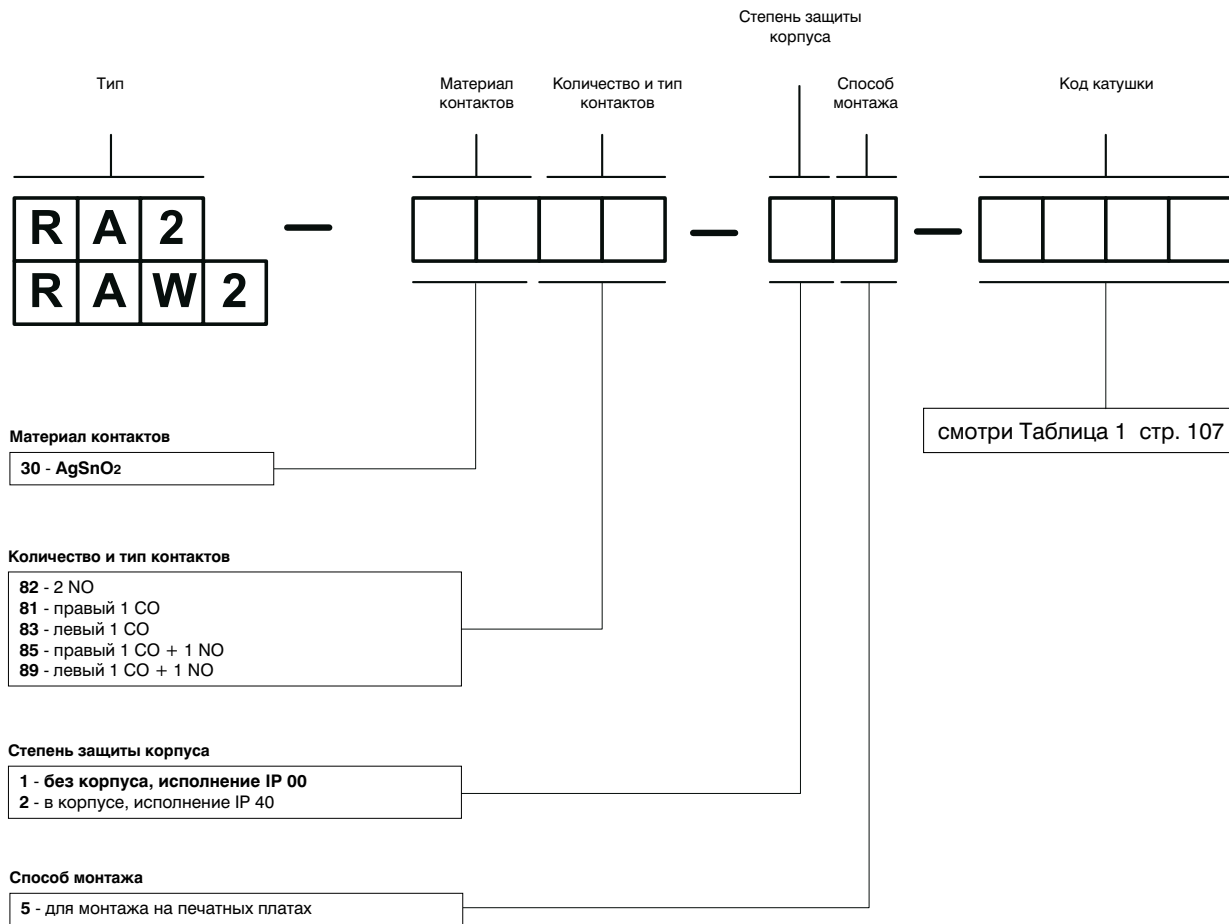 Степень защиты
корпуса
Тип
Материал
контактов
Количество и тип
контактов
Способ
монтажа
Код катушки
R A 2
R A W 2
смотри Таблица 1 стр. 107
Материал контактов
30 - AgSnO2
Количество и тип контактов
82 - 2 NO
81 - правый 1 CO
83 - левый 1 CO
85 - правый 1 CO + 1 NO
89 - левый 1 CO + 1 NO
Степень защиты корпуса
1 - без корпуса, исполнение IP 00
2 - в корпусе, исполнение IP 40
Способ монтажа
5 - для монтажа на печатных платах